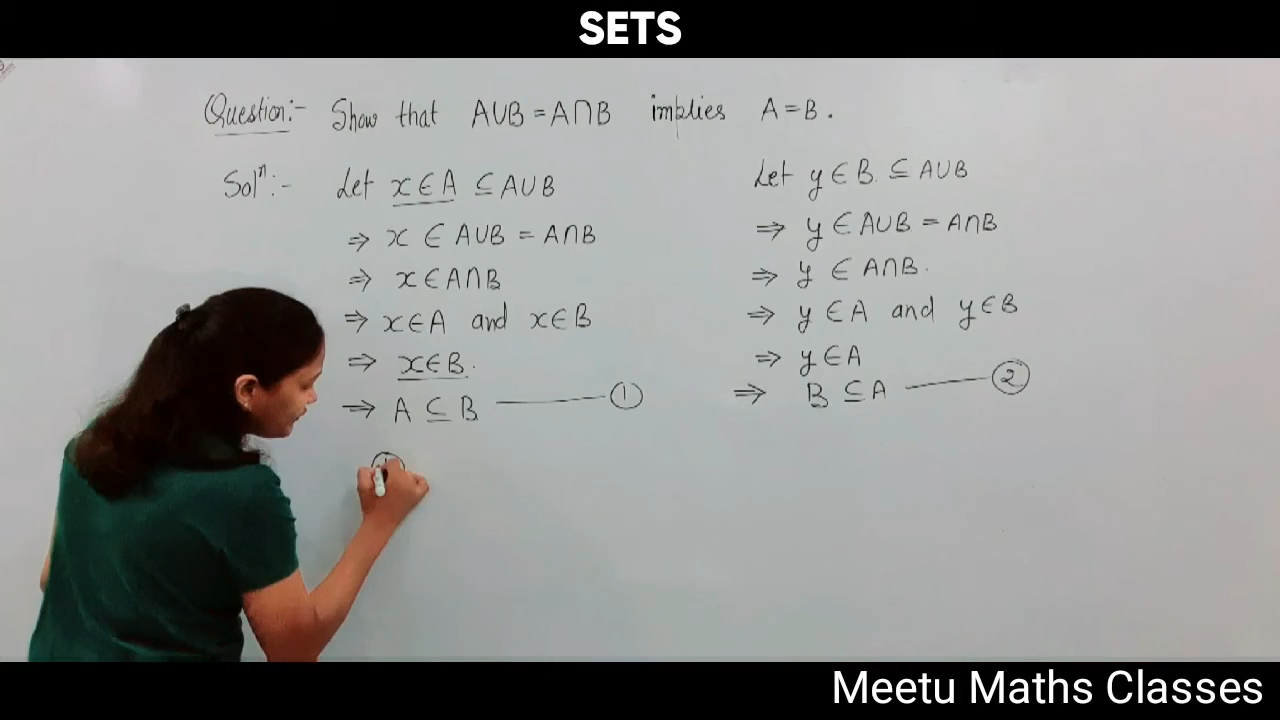 SETS
Question:- Show that A∪B = A∩B implies A=B.
Solⁿ:- Let x∈A ⊆ A∪B
⇒ x ∈ A∪B = A∩B
⇒ x∈A∩B
⇒ x∈A and x∈B
⇒ x∈B.
⇒ A ⊆ B ——— ①
Let y∈B. ⊆ A∪B
⇒ y ∈ A∪B = A∩B
⇒ y ∈ A∩B.
⇒ y ∈A and y∈B
⇒ y∈A
⇒ B ⊆ A ——— ②
Meetu Maths Classes